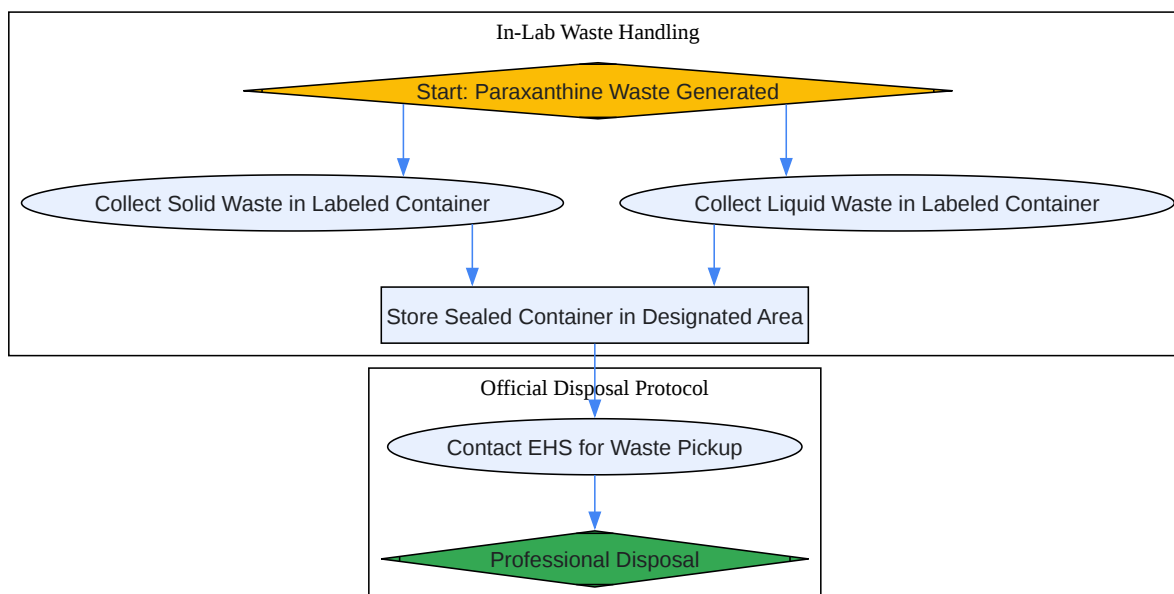 In-Lab Waste Handling
Start: Paraxanthine Waste Generated
Collect Solid Waste in Labeled Container
Collect Liquid Waste in Labeled Container
Store Sealed Container in Designated Area
Official Disposal Protocol
Contact EHS for Waste Pickup
Professional Disposal